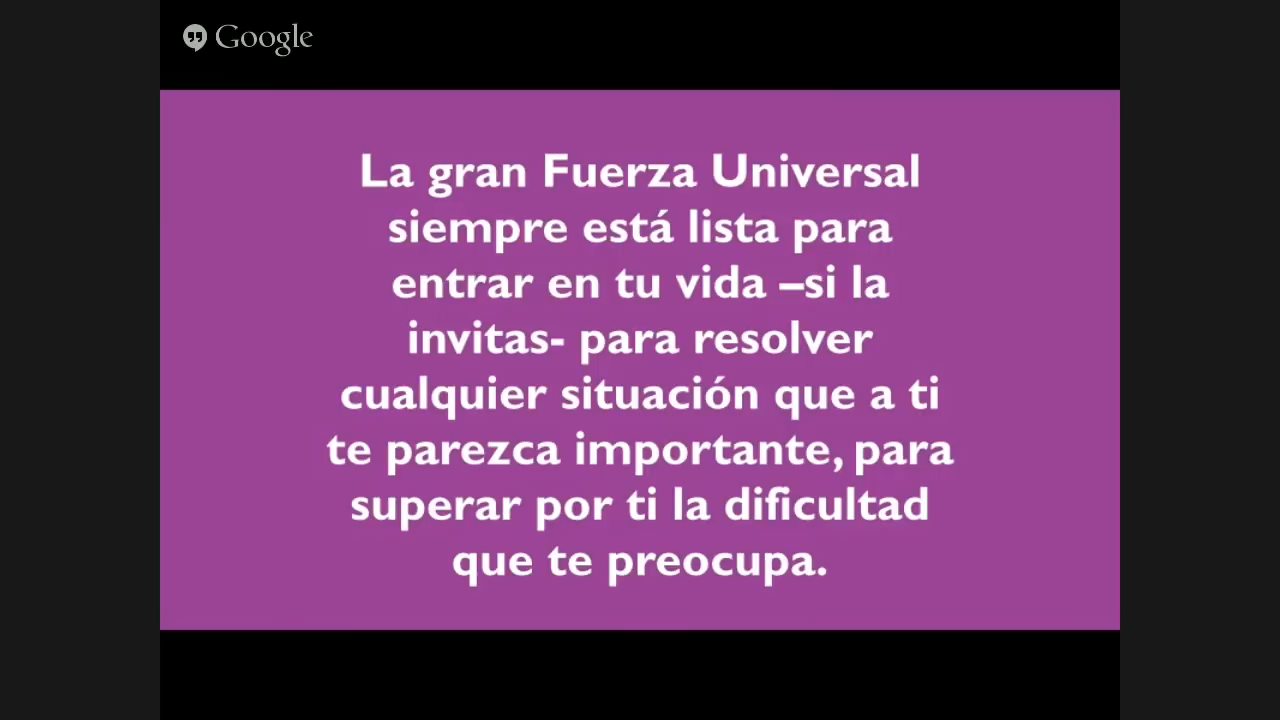 Google
La gran Fuerza Universal
siempre está lista para
entrar en tu vida –si la
invitas- para resolver
cualquier situación que a ti
te parezca importante, para
superar por ti la dificultad
que te preocupa.